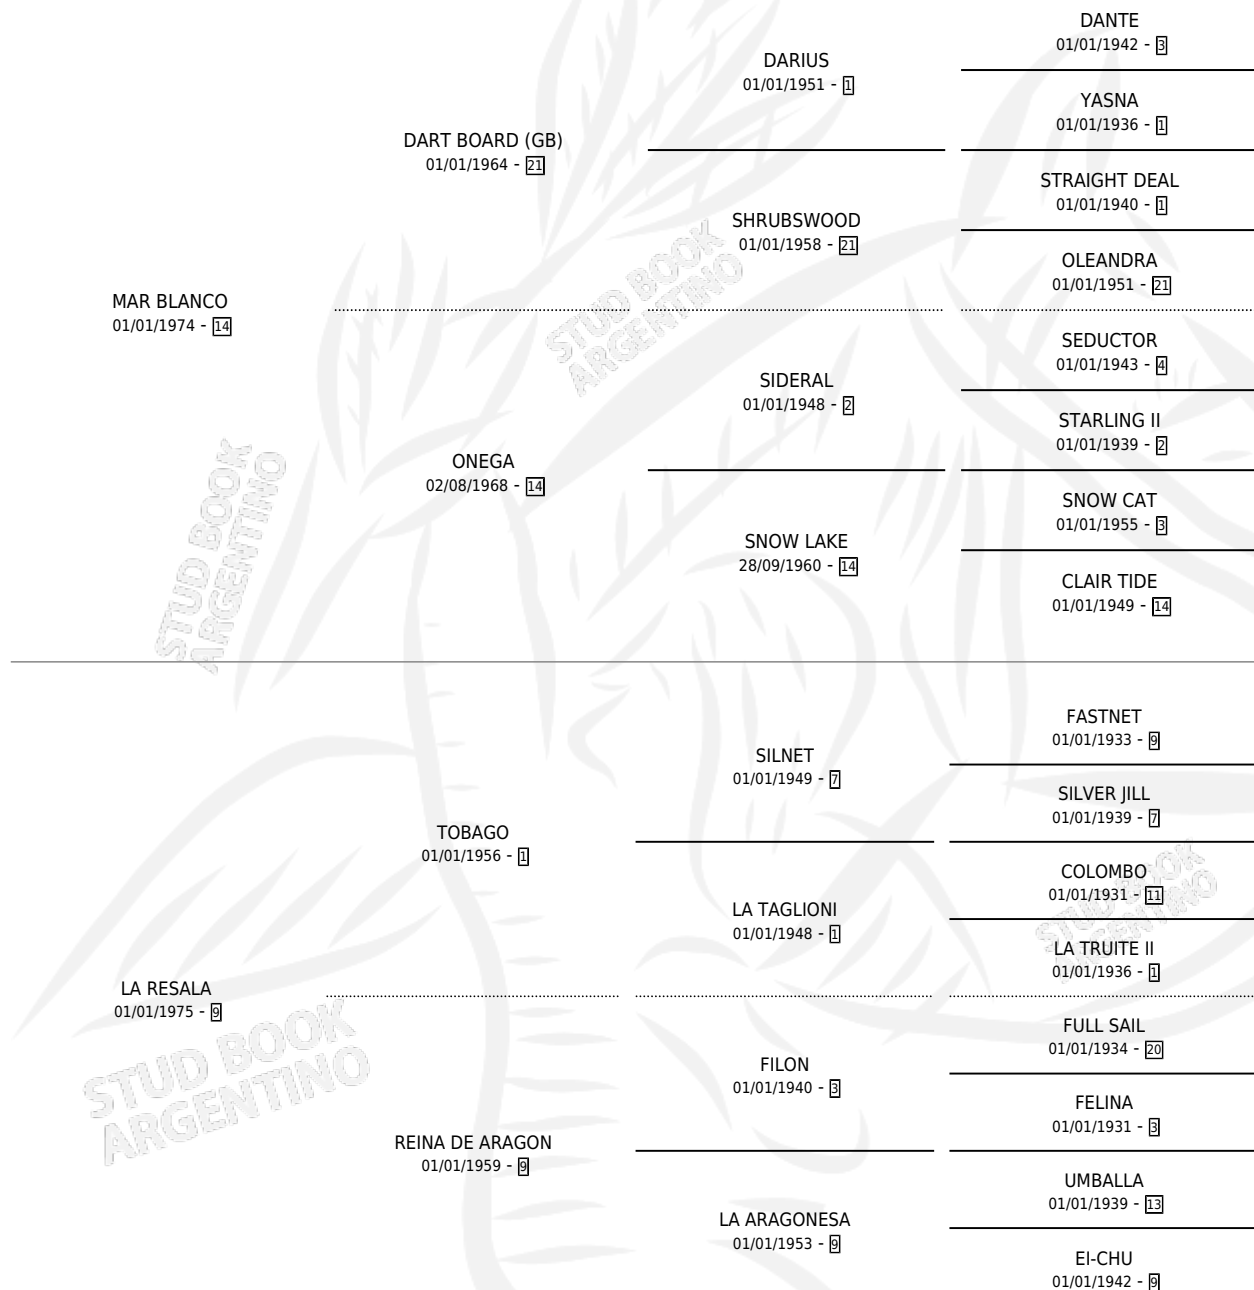 DANTE
01/01/1942 - 3
DARIUS
01/01/1951 - 1
YASNA
01/01/1936 - 1
DART BOARD (GB)
01/01/1964 - 21
STRAIGHT DEAL
01/01/1940 - 1
SHRUBSWOOD
01/01/1958 - 21
OLEANDRA
01/01/1951 - 21
MAR BLANCO
01/01/1974 - 14
SEDUCTOR
01/01/1943 - 4
SIDERAL
01/01/1948 - 2
STARLING II
01/01/1939 - 2
ONEGA
02/08/1968 - 14
SNOW CAT
01/01/1955 - 3
SNOW LAKE
28/09/1960 - 14
CLAIR TIDE
01/01/1949 - 14
FASTNET
01/01/1933 - 9
SILNET
01/01/1949 - 7
SILVER JILL
01/01/1939 - 7
TOBAGO
01/01/1956 - 1
COLOMBO
01/01/1931 - 11
LA TAGLIONI
01/01/1948 - 1
LA TRUITE II
01/01/1936 - 1
LA RESALA
01/01/1975 - 9
FULL SAIL
01/01/1934 - 20
FILON
01/01/1940 - 3
FELINA
01/01/1931 - 3
REINA DE ARAGON
01/01/1959 - 9
UMBALLA
01/01/1939 - 13
LA ARAGONESA
01/01/1953 - 9
EI-CHU
01/01/1942 - 9
STUD BOOK
ARGENTINO
STUD BOOK
ARGENTINO
STUD BOOK
ARGENTINO
STUD BOOK
ARGENTINO